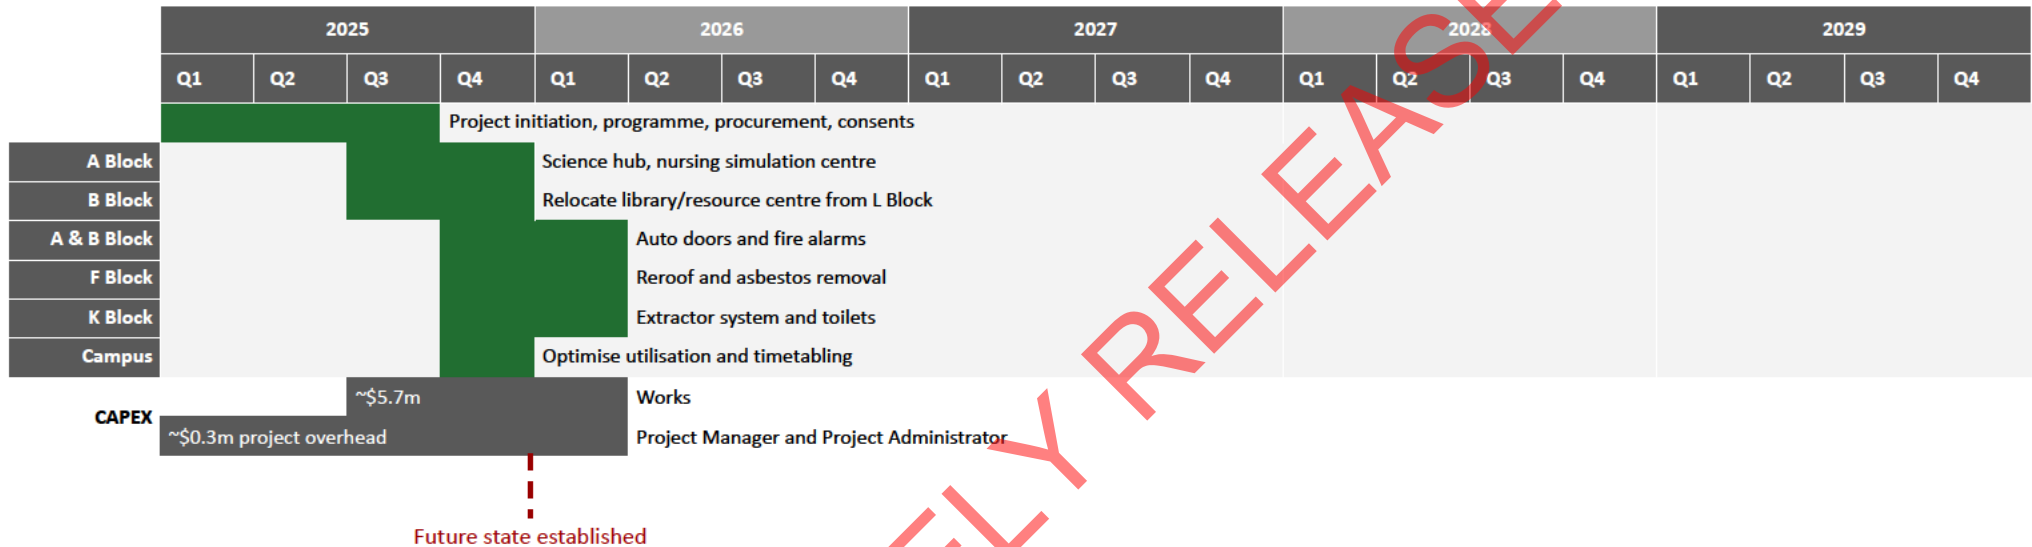 2025 2026 2027 2028 2029
Q1 Q2 Q3 Q4 Q1 Q2 Q3 Q4 Q1 Q2 Q3 Q4 Q1 Q2 Q3 Q4 Q1 Q2 Q3 Q4
Project initiation, programme, procurement, consents
A Block Science hub, nursing simulation centre
B Block Relocate library/resource centre from L Block
A & B Block Auto doors and fire alarms
F Block Reroof and asbestos removal
K Block Extractor system and toilets
Campus Optimise utilisation and timetabling
CAPEX
~$5.7m Works
~$0.3m project overhead Project Manager and Project Administrator
Future state established
LY RELEASE